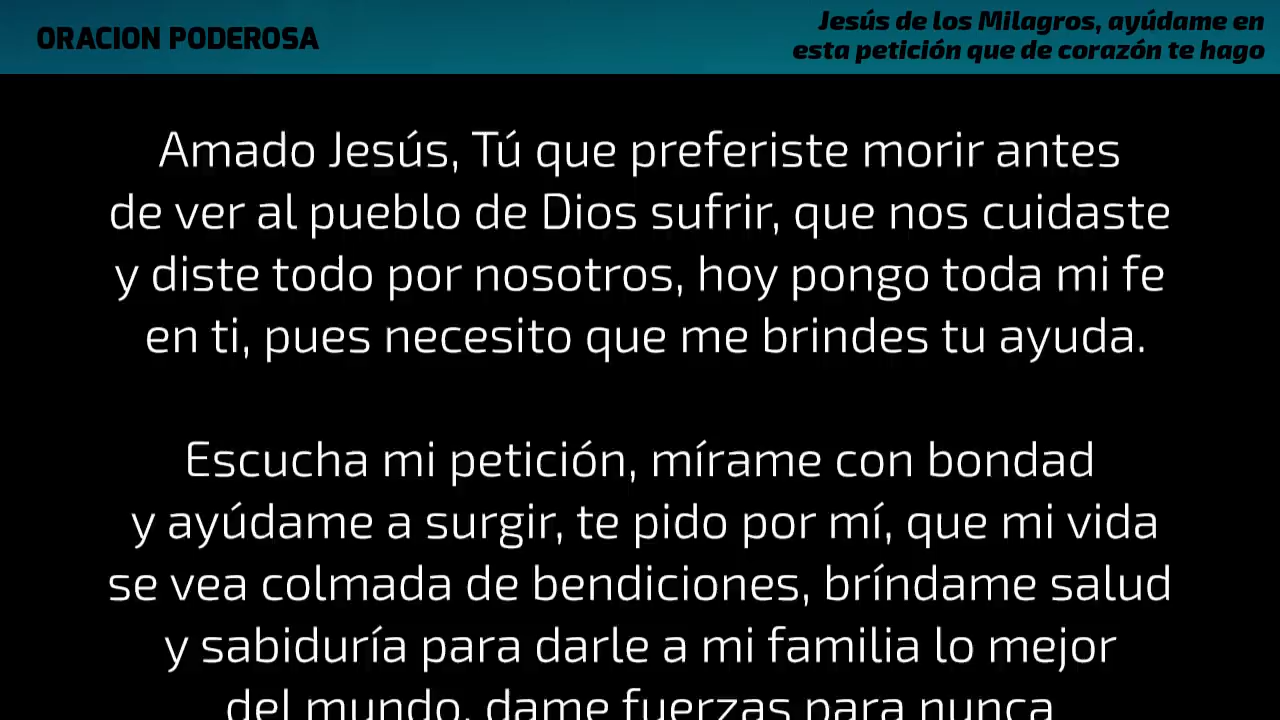 ORACION PODEROSA
Jesús de los Milagros, ayúdame en
esta petición que de corazón te hago
Amado Jesús, Tú que preferiste morir antes
de ver al pueblo de Dios sufrir, que nos cuidaste
y diste todo por nosotros, hoy pongo toda mi fe
en ti, pues necesito que me brindes tu ayuda.
Escucha mi petición, mírame con bondad
y ayúdame a surgir, te pido por mí, que mi vida
se vea colmada de bendiciones, bríndame salud
y sabiduría para darle a mi familia lo mejor
del mundo, dame fuerzas para nunca